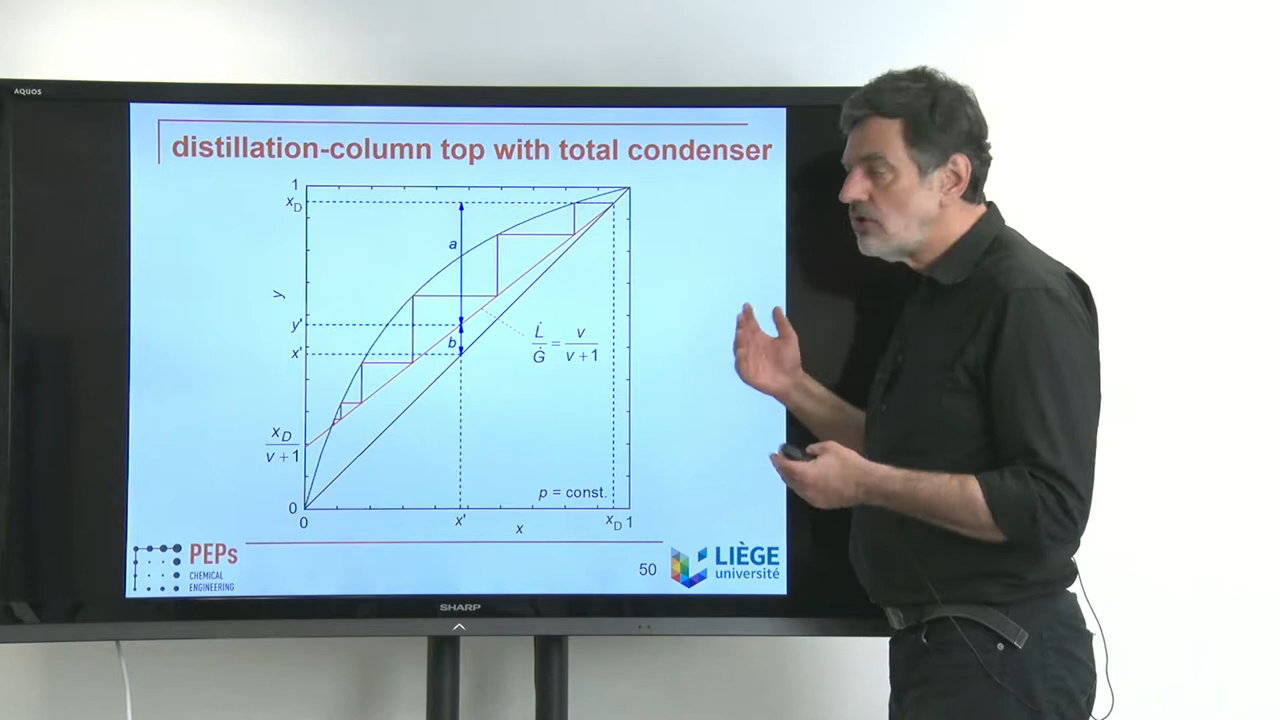 AQUOS
distillation-column top with total condenser
1
x_D
a
y
y'
L̇/Ġ = v/(v+1)
b
x'
x_D/(v+1)
p = const.
0
0
x'
x
x_D
1
PEPs
CHEMICAL
ENGINEERING
50
LIÈGE
université
SHARP